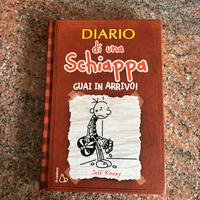 DIARIO
di una
Schiappa
GUAI IN ARRIVO!
Jeff Kinney